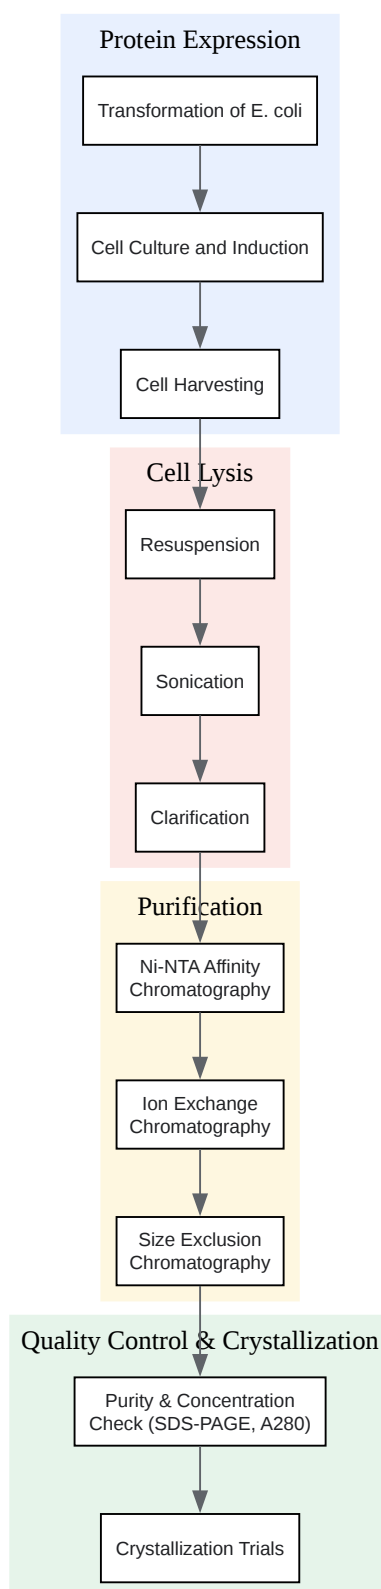 Protein Expression
Transformation of E. coli
Cell Culture and Induction
Cell Harvesting
Cell Lysis
Resuspension
Sonication
Clarification
Purification
Ni-NTA Affinity
Chromatography
Ion Exchange
Chromatography
Size Exclusion
Chromatography
Quality Control & Crystallization
Purity & Concentration
Check (SDS-PAGE, A280)
Crystallization Trials